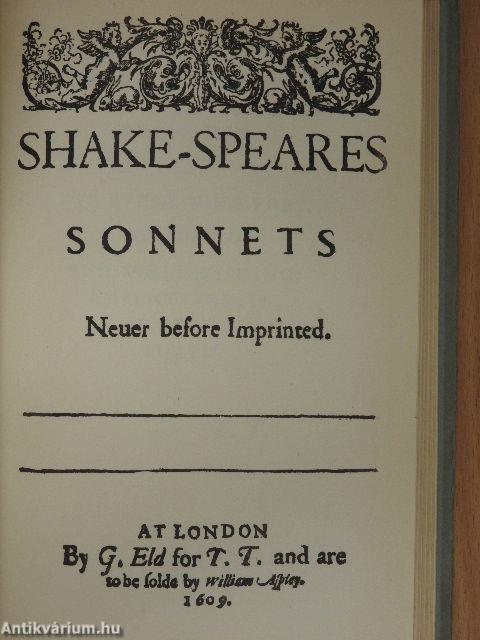 SHAKE-SPEARES
SONNETS
Neuer before Imprinted.
AT LONDON
By G. Eld for T. T. and are
to be ſolde by William Aſpley.
1609.
Antikvárium.hu